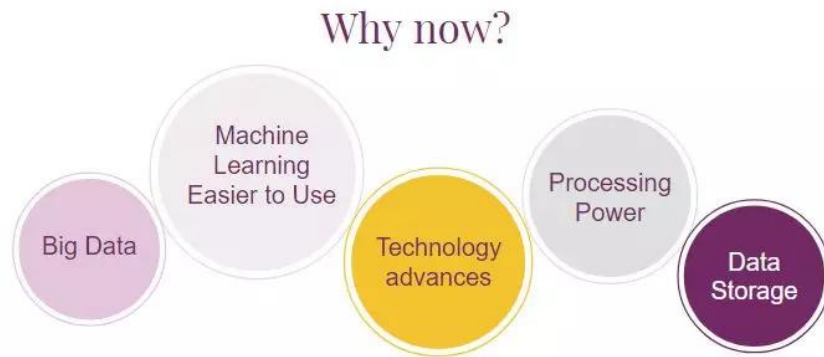 Why now?
Big Data
Machine
Learning
Easier to Use
Technology
advances
Processing
Power
Data
Storage